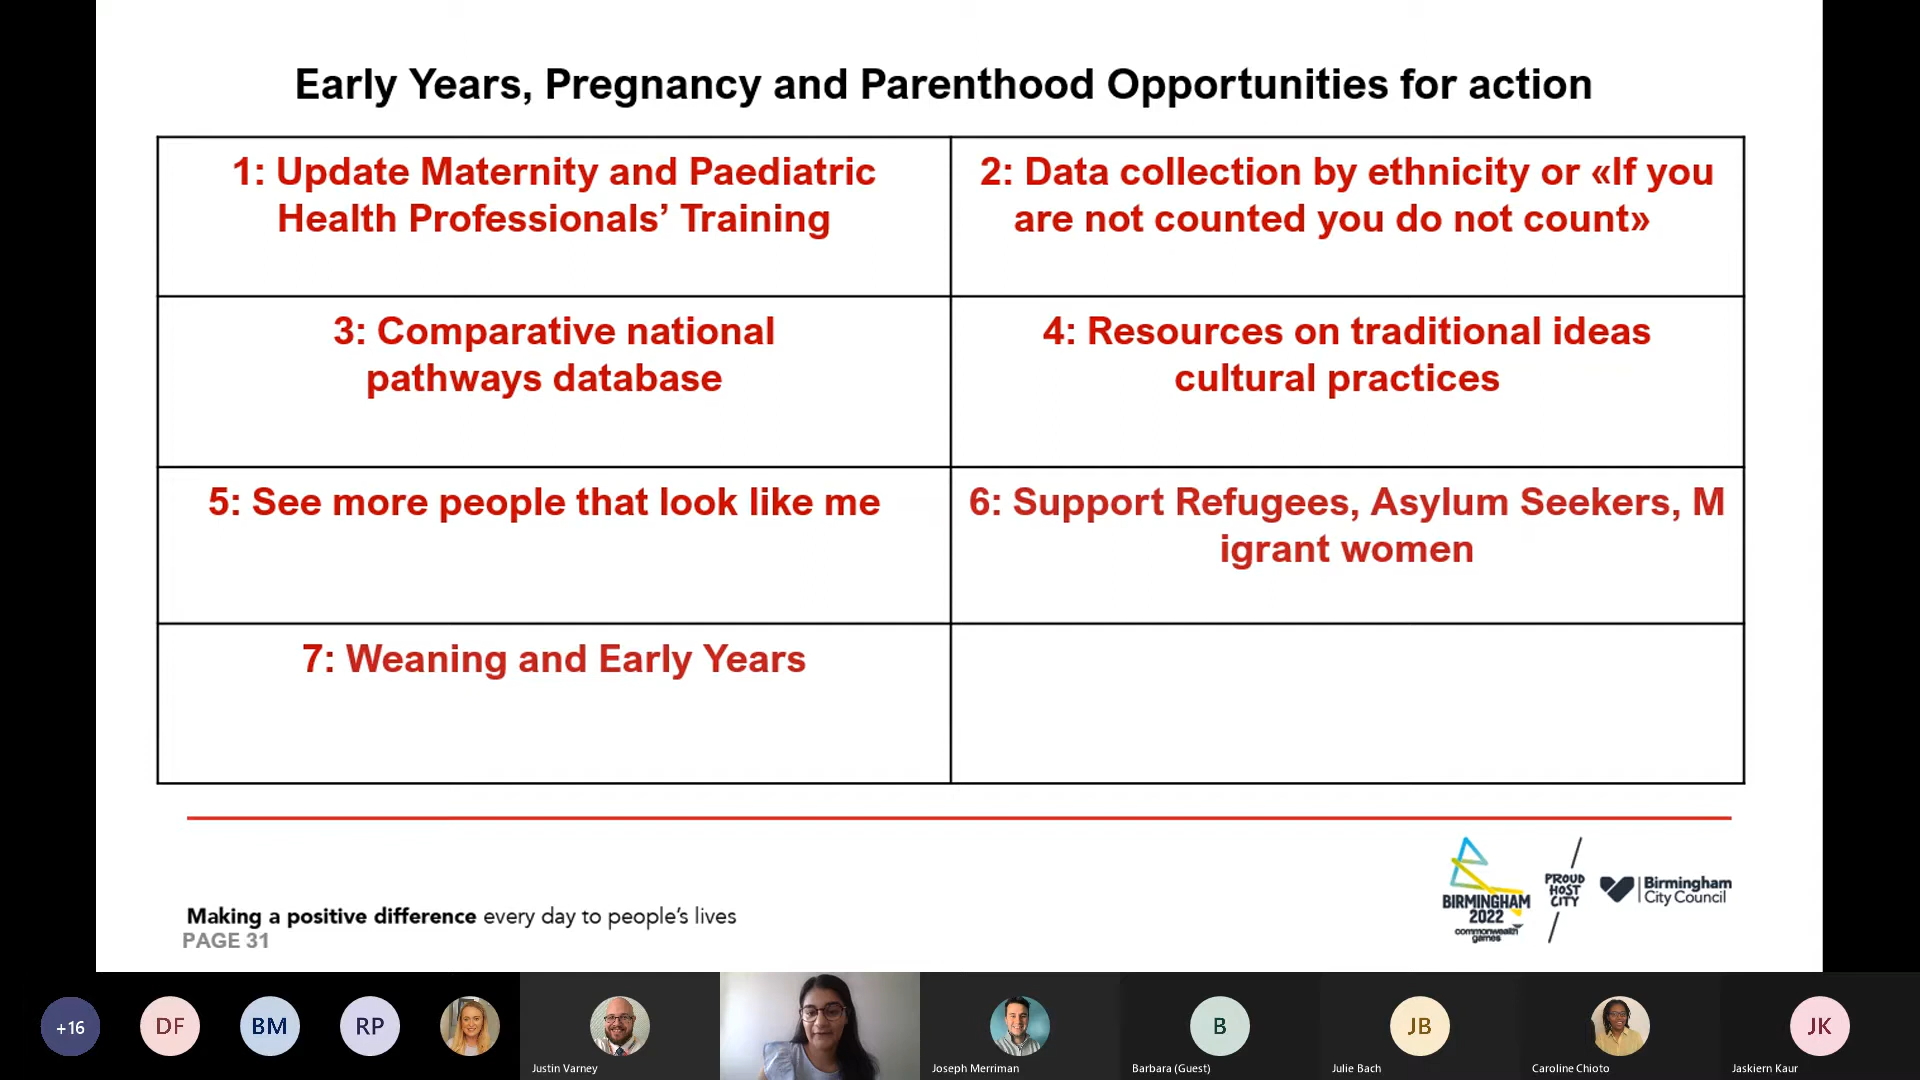 Early Years, Pregnancy and Parenthood Opportunities for action
1: Update Maternity and Paediatric
Health Professionals’ Training
2: Data collection by ethnicity or «If you
are not counted you do not count»
3: Comparative national
pathways database
4: Resources on traditional ideas
cultural practices
5: See more people that look like me
6: Support Refugees, Asylum Seekers, M
igrant women
7: Weaning and Early Years
Making a positive difference every day to people’s lives
PAGE 31
BIRMINGHAM
2022
commonwealth
games
PROUD
HOST
CITY
Birmingham
City Council
+16
DF
BM
RP
B
JB
JK
Justin Varney
Joseph Merriman
Barbara (Guest)
Julie Bach
Caroline Chioto
Jaskiern Kaur